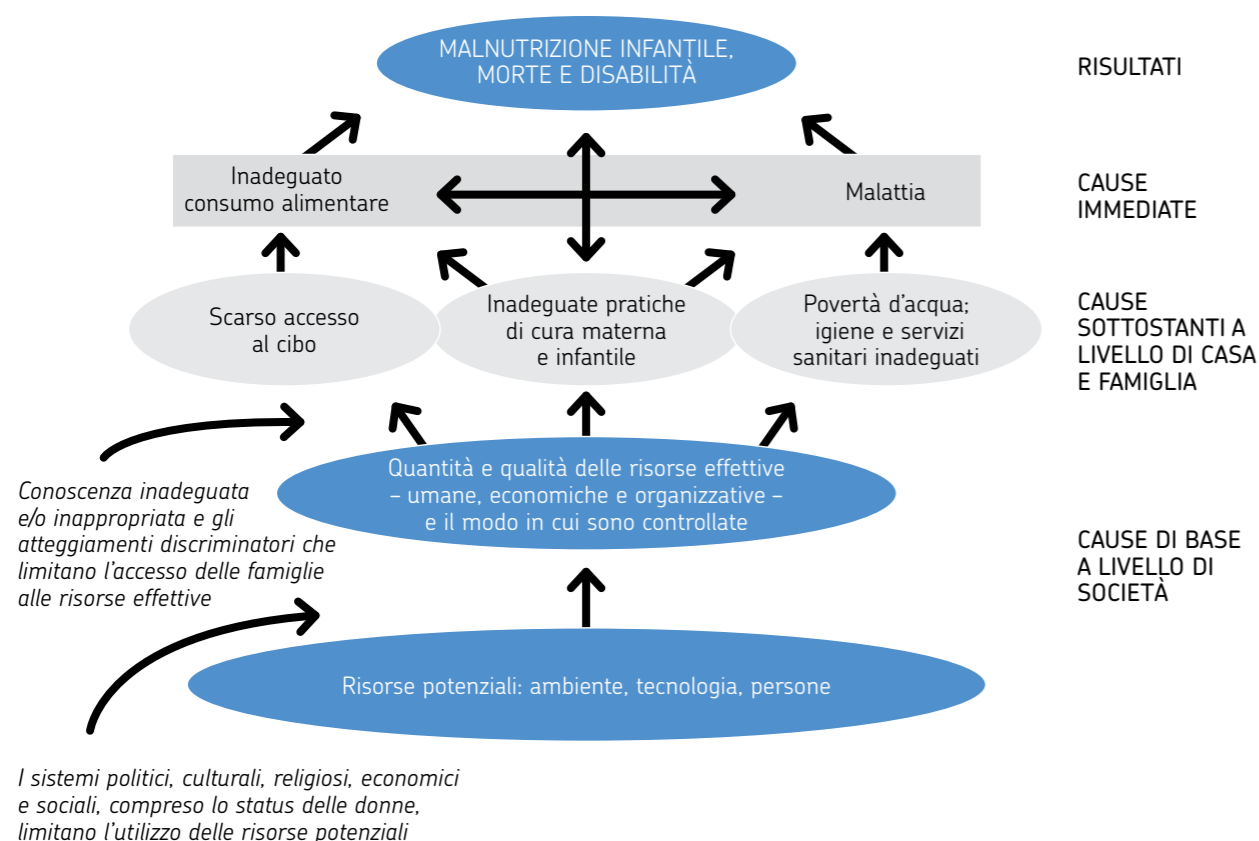 MALNUTRIZIONE INFANTILE,
MORTE E DISABILITÀ
RISULTATI
Inadeguato
consumo alimentare
Malattia
CAUSE
IMMEDIATE
Scarso accesso
al cibo
Inadeguate pratiche
di cura materna
e infantile
Povertà d'acqua;
igiene e servizi
sanitari inadeguati
CAUSE
SOTTOSTANTI A
LIVELLO DI CASA
E FAMIGLIA
Quantità e qualità delle risorse effettive
– umane, economiche e organizzative –
e il modo in cui sono controllate
Conoscenza inadeguata
e/o inappropriata e gli
atteggiamenti discriminatori che
limitano l'accesso delle famiglie
alle risorse effettive
CAUSE DI BASE
A LIVELLO DI
SOCIETÀ
Risorse potenziali: ambiente, tecnologia, persone
I sistemi politici, culturali, religiosi, economici
e sociali, compreso lo status delle donne,
limitano l'utilizzo delle risorse potenziali